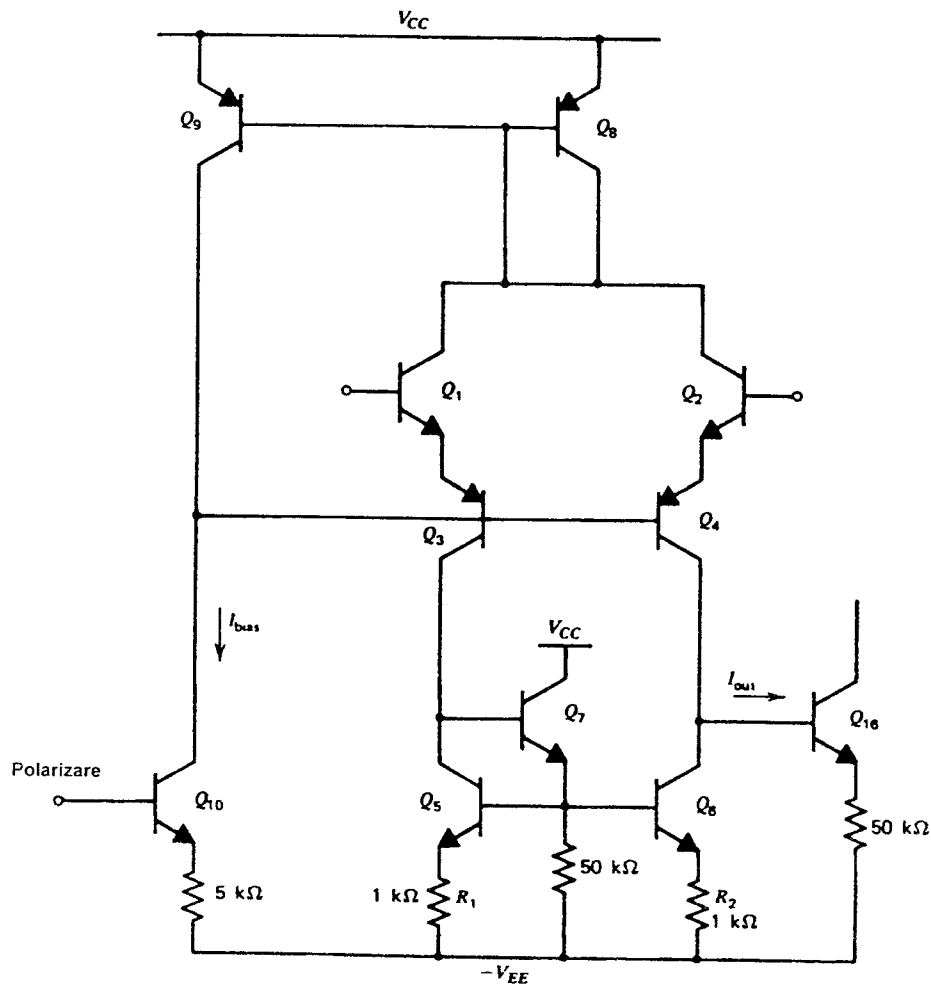 V_CC
Q_9
Q_8
Q_1
Q_2
Q_3
Q_4
I_bias
V_CC
I_out
Q_7
Q_16
Polarizare
Q_10
Q_5
Q_6
50 kΩ
5 kΩ
1 kΩ R_1
50 kΩ
R_2
1 kΩ
-V_EE